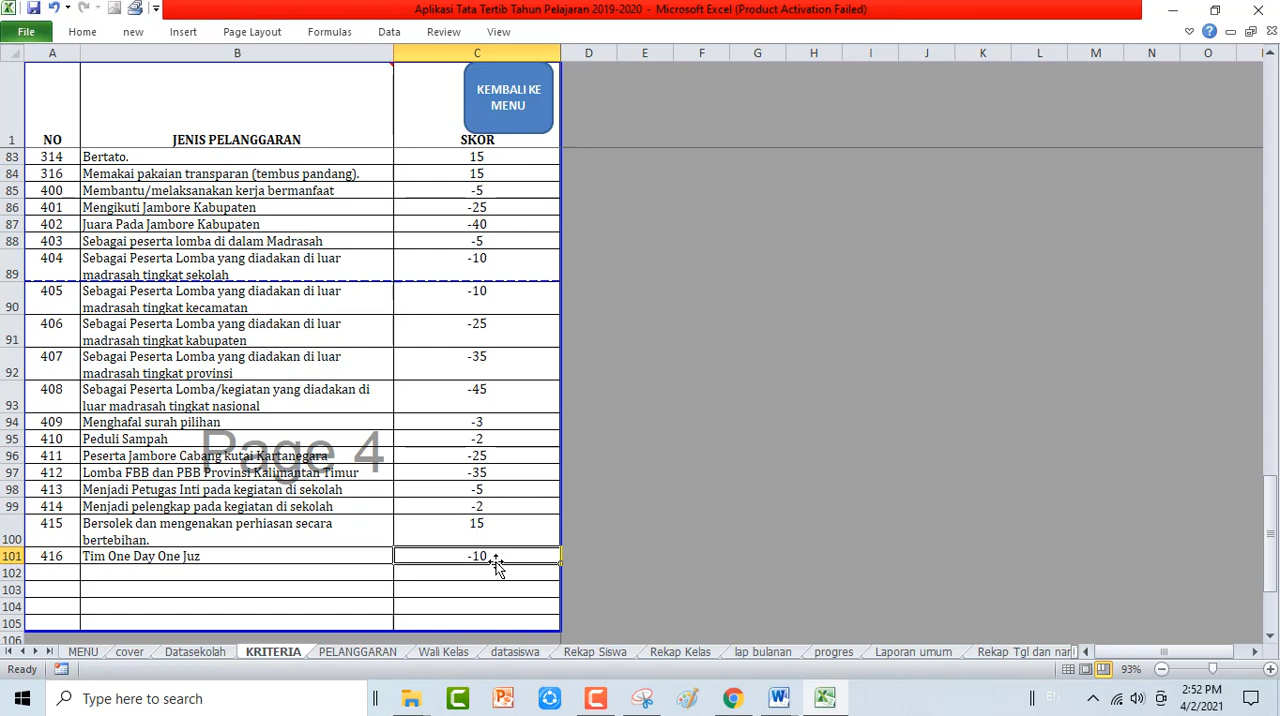 Aplikasi Tata Tertib Tahun Pelajaran 2019-2020 - Microsoft Excel (Product Activation Failed)
File Home new Insert Page Layout Formulas Data Review View
A B C D E F G H I J K L M N O
KEMBALI KE
MENU
1 NO JENIS PELANGGARAN SKOR
83 314 Bertato. 15
84 316 Memakai pakaian transparan (tembus pandang). 15
85 400 Membantu/melaksanakan kerja bermanfaat -5
86 401 Mengikuti Jambore Kabupaten -25
87 402 Juara Pada Jambore Kabupaten -40
88 403 Sebagai peserta lomba di dalam Madrasah -5
404 Sebagai Peserta Lomba yang diadakan di luar -10
89 madrasah tingkat sekolah
405 Sebagai Peserta Lomba yang diadakan di luar -10
90 madrasah tingkat kecamatan
406 Sebagai Peserta Lomba yang diadakan di luar -25
91 madrasah tingkat kabupaten
407 Sebagai Peserta Lomba yang diadakan di luar -35
92 madrasah tingkat provinsi
408 Sebagai Peserta Lomba/kegiatan yang diadakan di -45
93 luar madrasah tingkat nasional
94 409 Menghafal surah pilihan -3
95 410 Peduli Sampah -2
Page 4
96 411 Peserta Jambore Cabang kutai Kartanegara -25
97 412 Lomba FBB dan PBB Provinsi Kalimantan Timur -35
98 413 Menjadi Petugas Inti pada kegiatan di sekolah -5
99 414 Menjadi pelengkap pada kegiatan di sekolah -2
415 Bersolek dan mengenakan perhiasan secara 15
100 bertebihan.
101 416 Tim One Day One Juz -10
102
103
104
105
106
MENU cover Datasekolah KRITERIA PELANGGARAN Wali Kelas datasiswa Rekap Siswa Rekap Kelas lap bulanan progres Laporan umum Rekap Tgl dan nar
Ready 93%
Type here to search EN 2:52 PM
4/2/2021